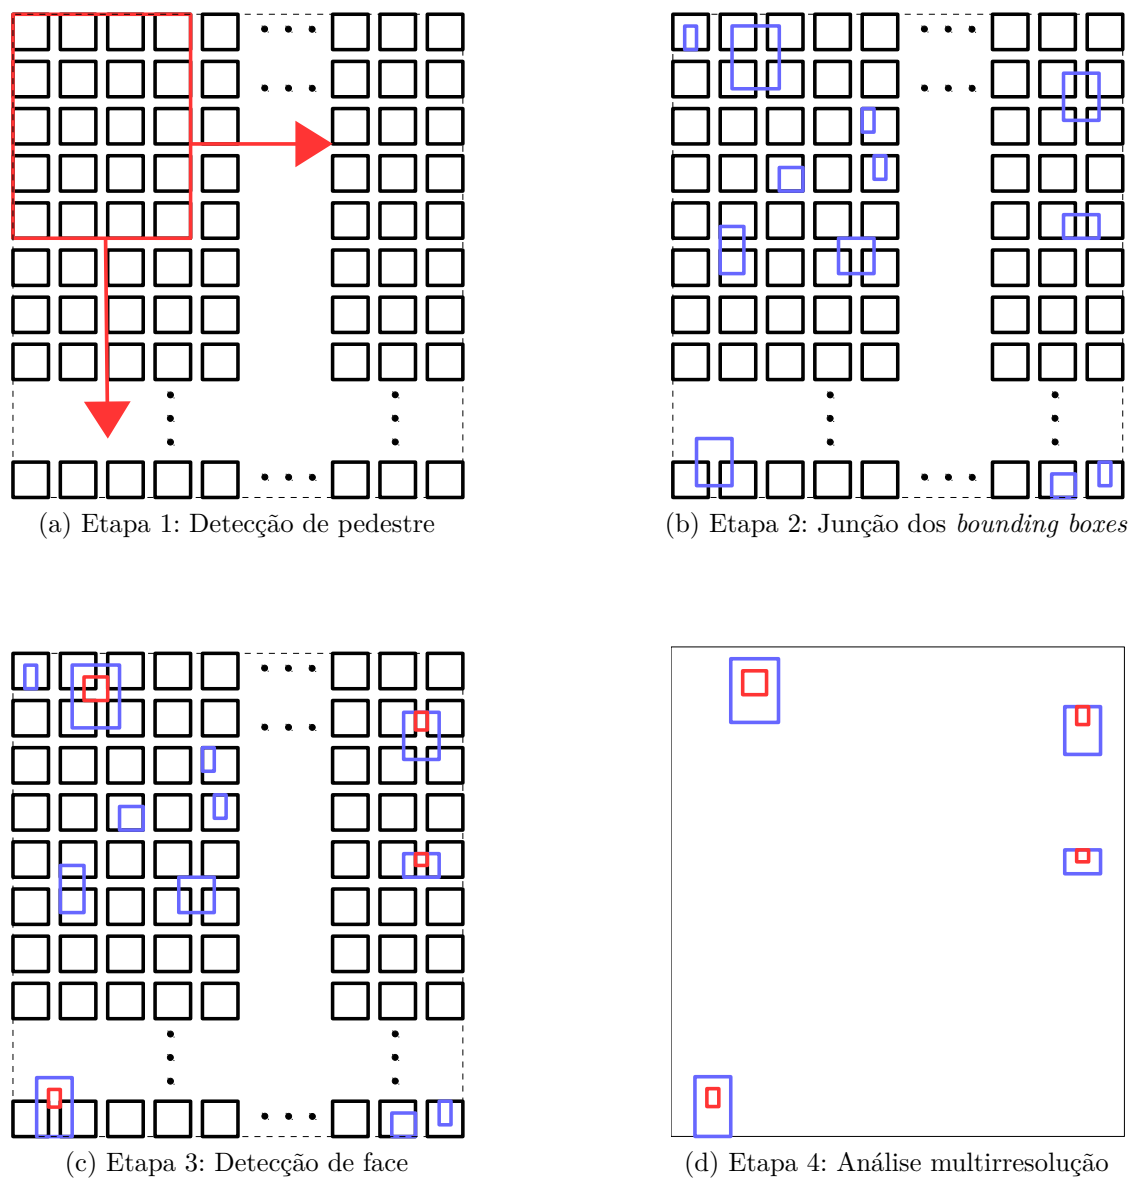 (a) Etapa 1: Detecção de pedestre
(b) Etapa 2: Junção dos bounding boxes
(c) Etapa 3: Detecção de face
(d) Etapa 4: Análise multirresolução